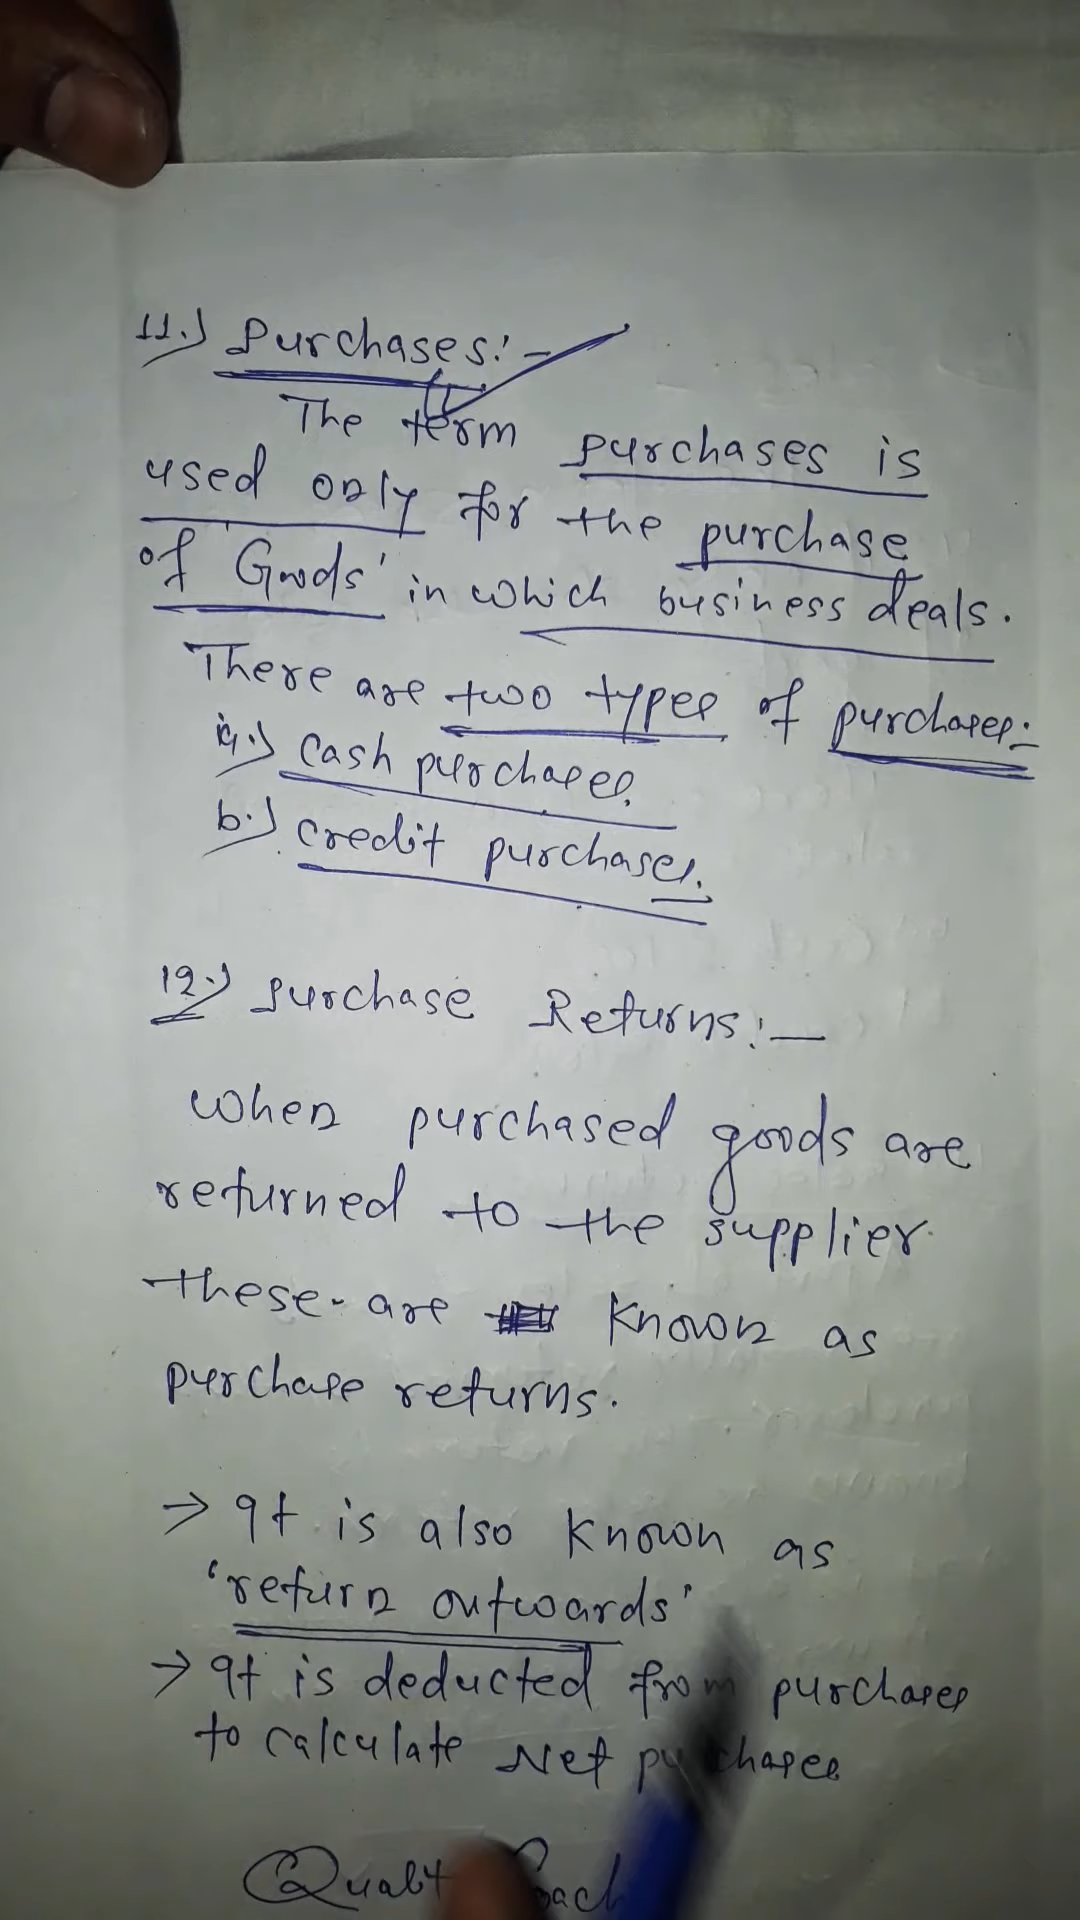 11.) Purchases:-
The term purchases is
used only for the purchase
of 'Goods' in which business deals.
There are two types of purchases:-
a.) Cash purchases.
b.) credit purchases.
12.) Purchase Returns:-
When purchased goods are
returned to the supplier
these are known as
purchase returns.
→ It is also known as
'return outwards'
→ It is deducted from purchases
to calculate Net purchases